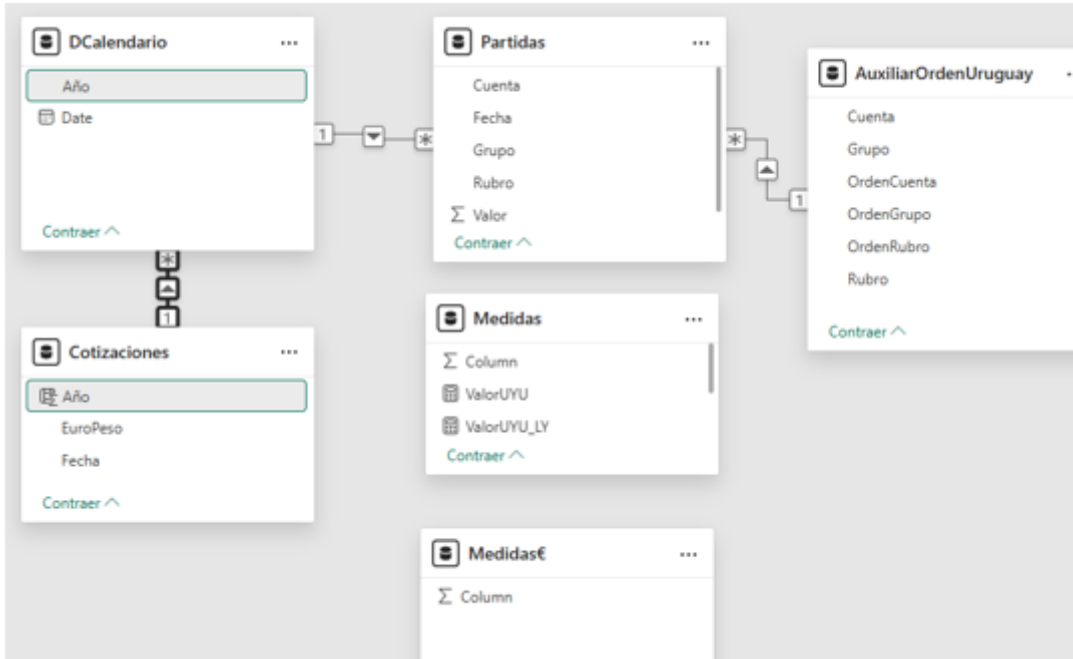 DCalendario
Año
Date
Contraer
1
*
Partidas
Cuenta
Fecha
Grupo
Rubro
Σ Valor
Contraer
*
1
AuxiliarOrdenUruguay
Cuenta
Grupo
OrdenCuenta
OrdenGrupo
OrdenRubro
Rubro
Contraer
*
1
Cotizaciones
Año
EuroPeso
Fecha
Contraer
Medidas
Σ Column
ValorUYU
ValorUYU_LY
Contraer
Medidas€
Σ Column